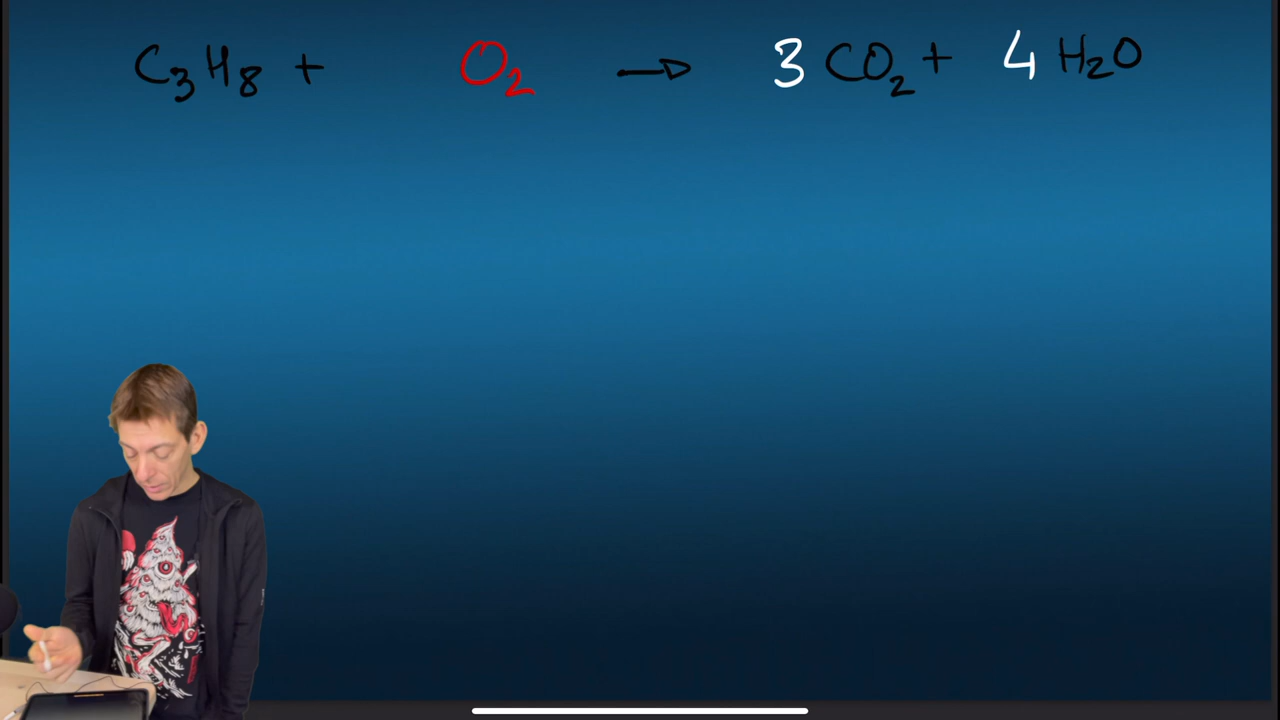 C₃H₈ + O₂ → 3 CO₂ + 4 H₂O